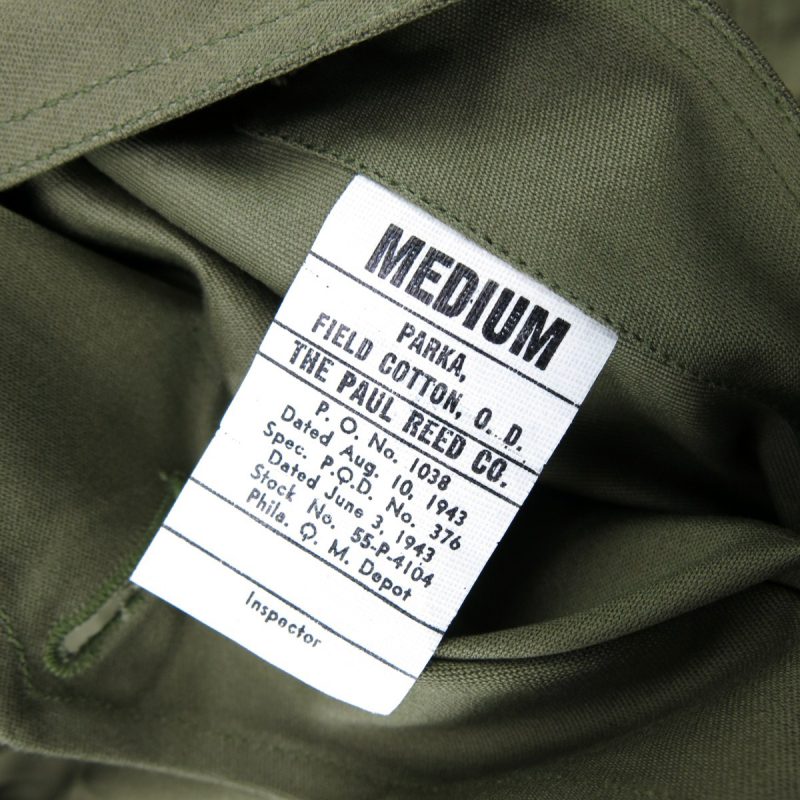 MEDIUM
PARKA,
FIELD COTTON, O. D.
THE PAUL REED CO.
P. O. No. 1038
Dated Aug. 10, 1943
Spec. P.Q.D. No. 376
Dated June 3, 1943
Stock No. 55-P-4104
Phila. Q. M. Depot
Inspector